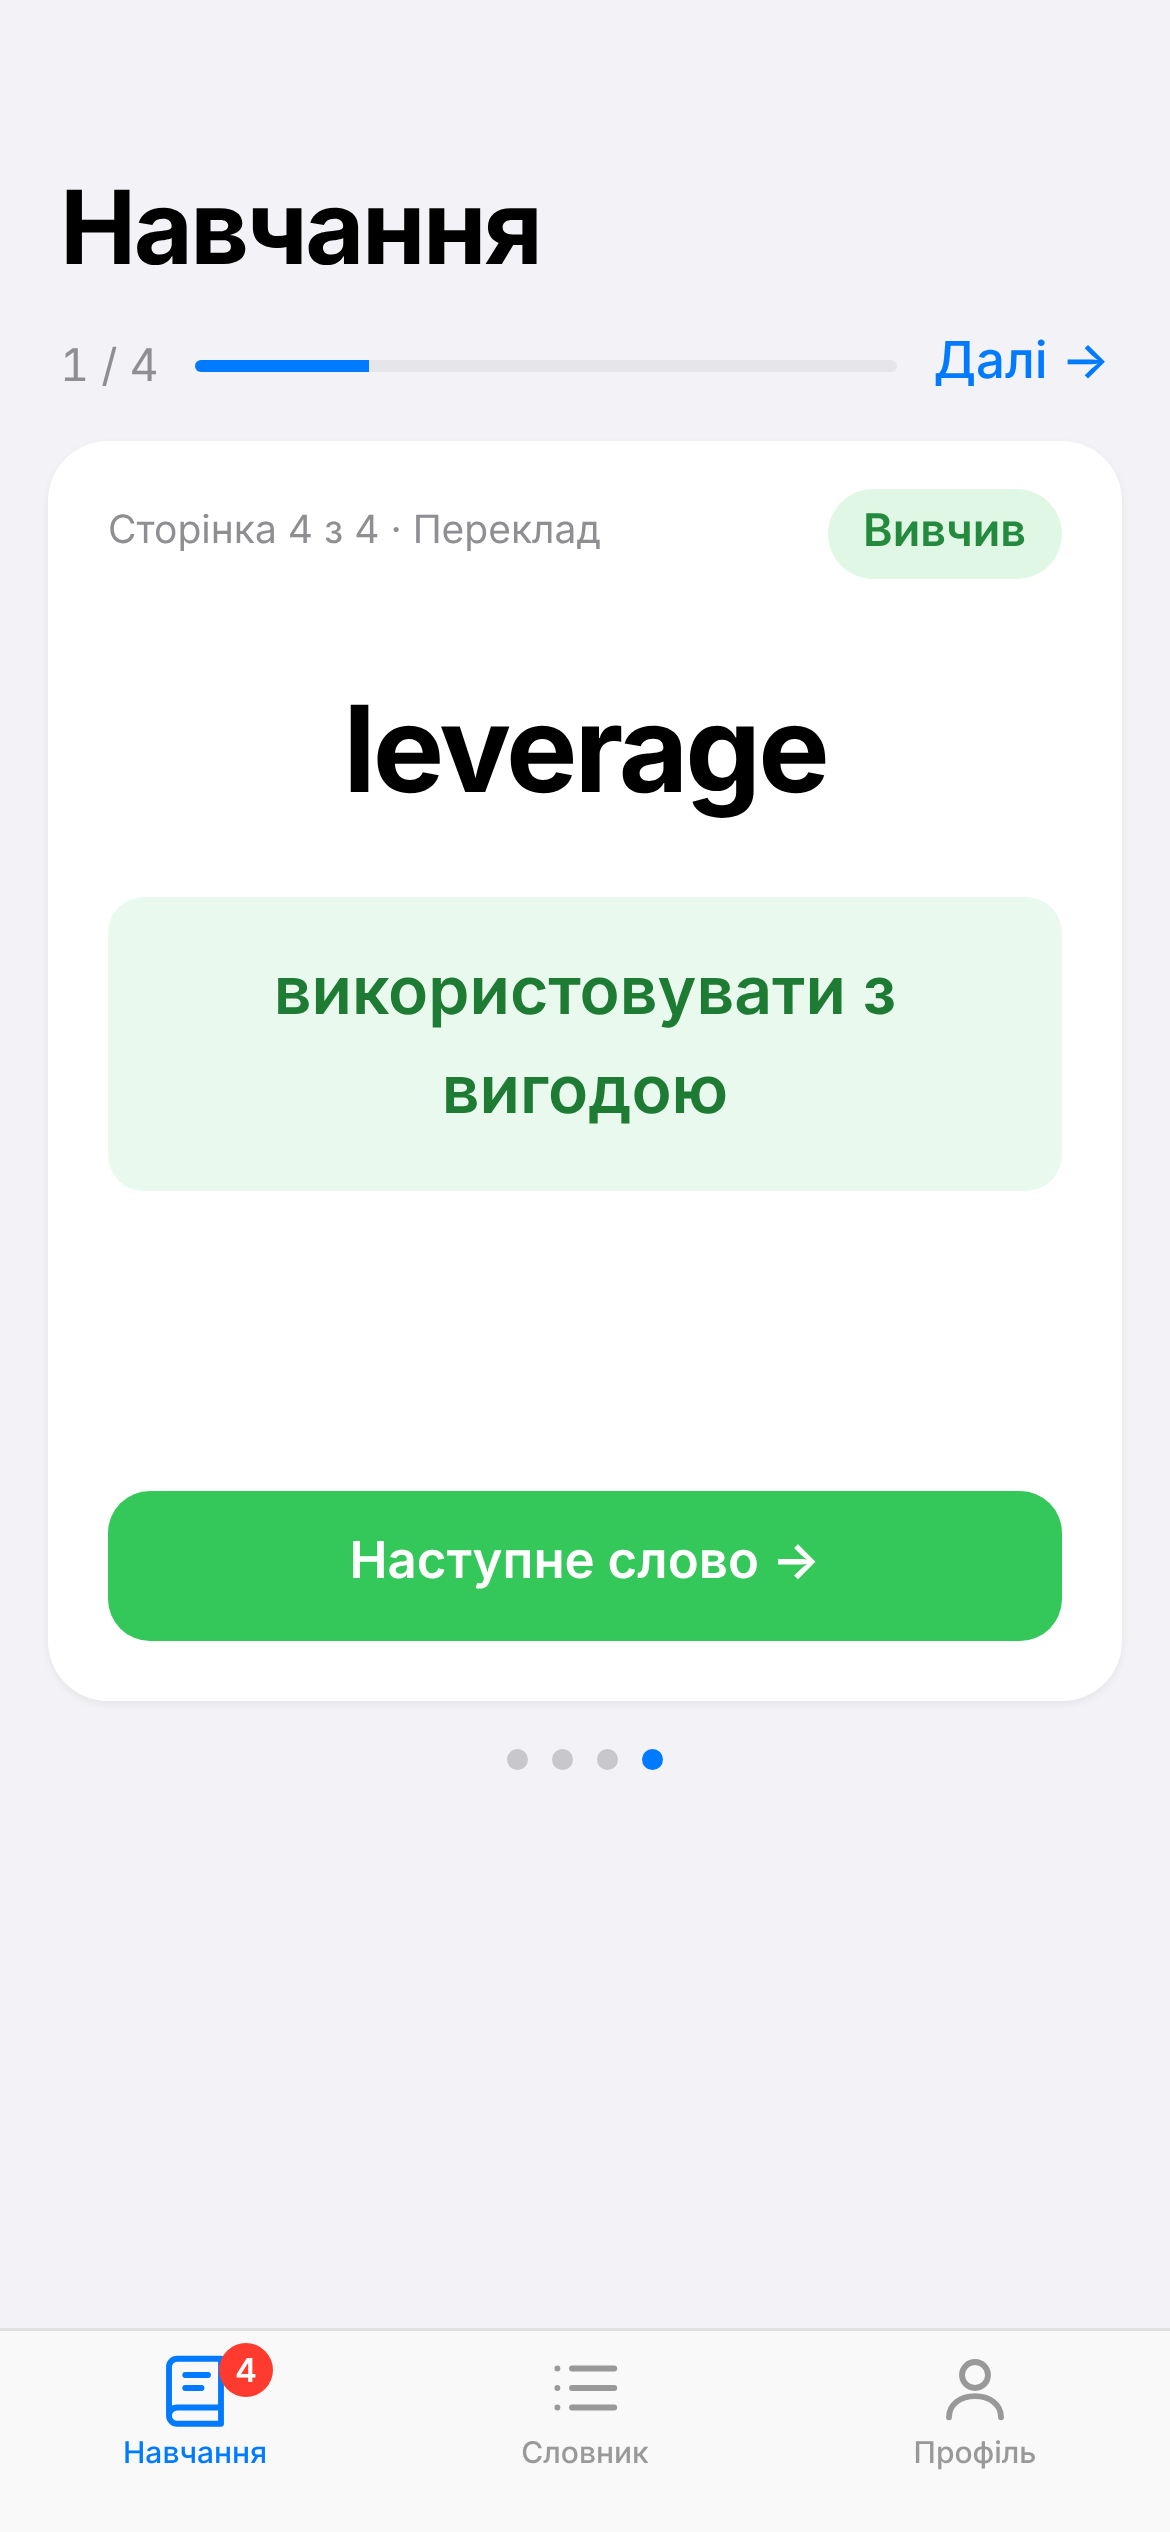 Навчання
1 / 4
Далі →
Сторінка 4 з 4 · Переклад
Вивчив
leverage
використовувати з
вигодою
Наступне слово →
4
Навчання
Словник
Профіль